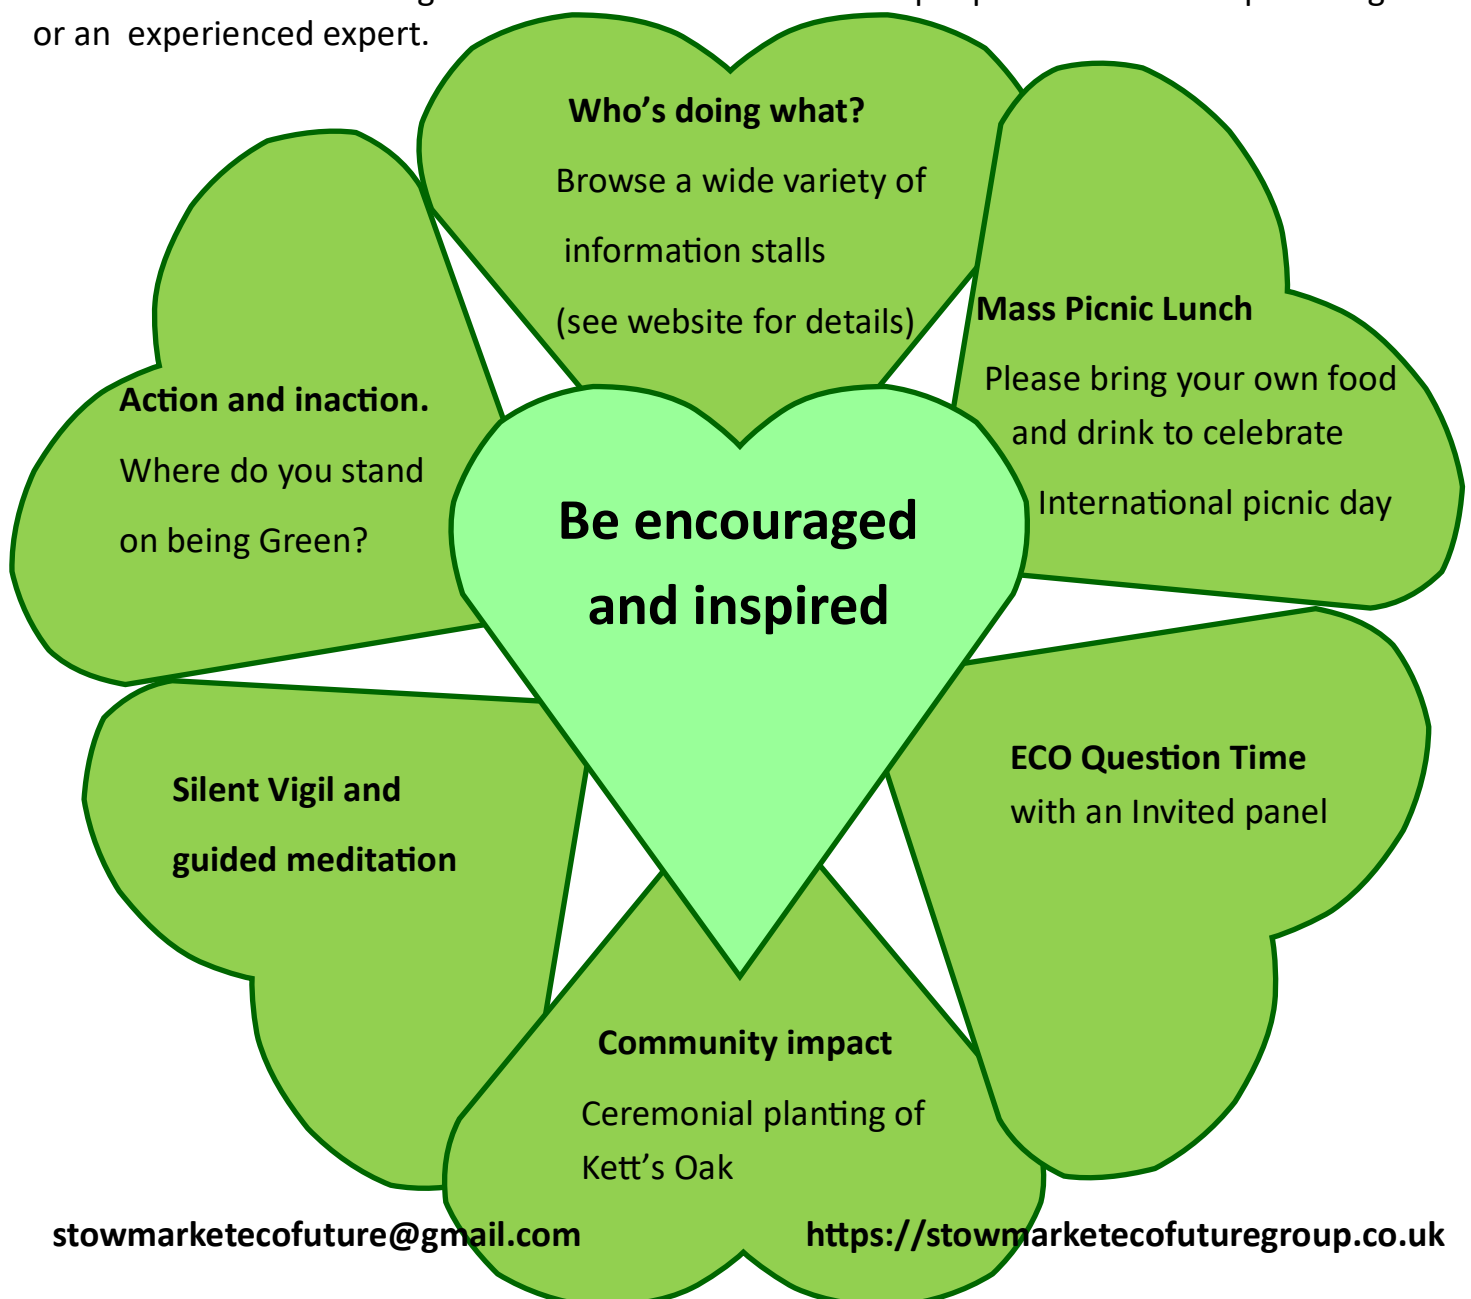 or an experienced expert.
Who's doing what?
Browse a wide variety of
information stalls
(see website for details)
Mass Picnic Lunch
Please bring your own food
and drink to celebrate
International picnic day
Action and inaction.
Where do you stand
on being Green?
Be encouraged
and inspired
ECO Question Time
with an Invited panel
Silent Vigil and
guided meditation
Community impact
Ceremonial planting of
Kett's Oak
stowmarketecofuture@gmail.com
https://stowmarketecofuturegroup.co.uk